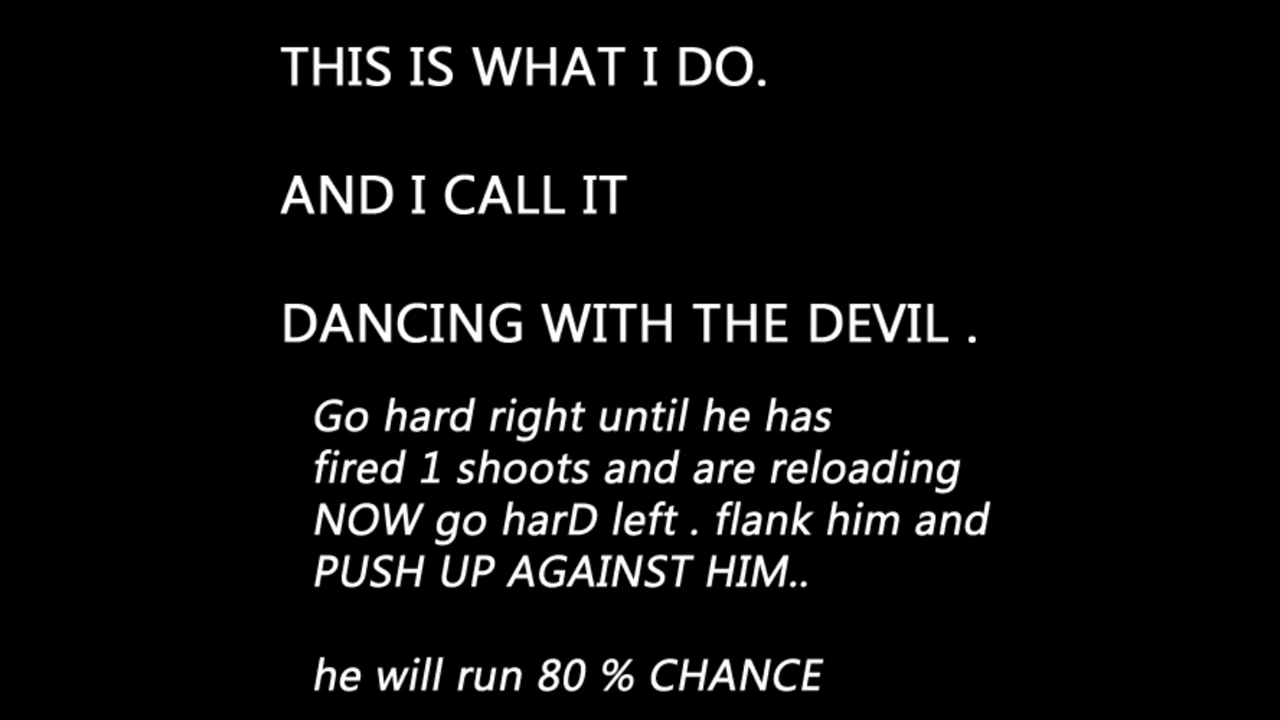 THIS IS WHAT I DO.
AND I CALL IT
DANCING WITH THE DEVIL .
Go hard right until he has
fired 1 shoots and are reloading
NOW go harD left . flank him and
PUSH UP AGAINST HIM..
he will run 80 % CHANCE